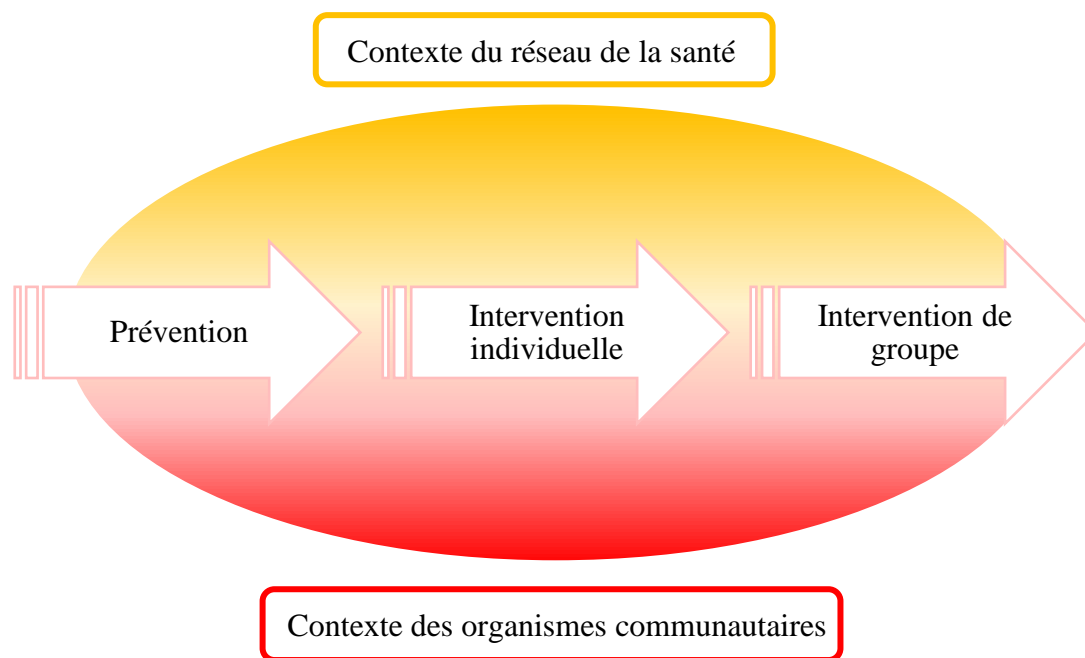 Contexte du réseau de la santé
Prévention
Intervention
individuelle
Intervention de
groupe
Contexte des organismes communautaires